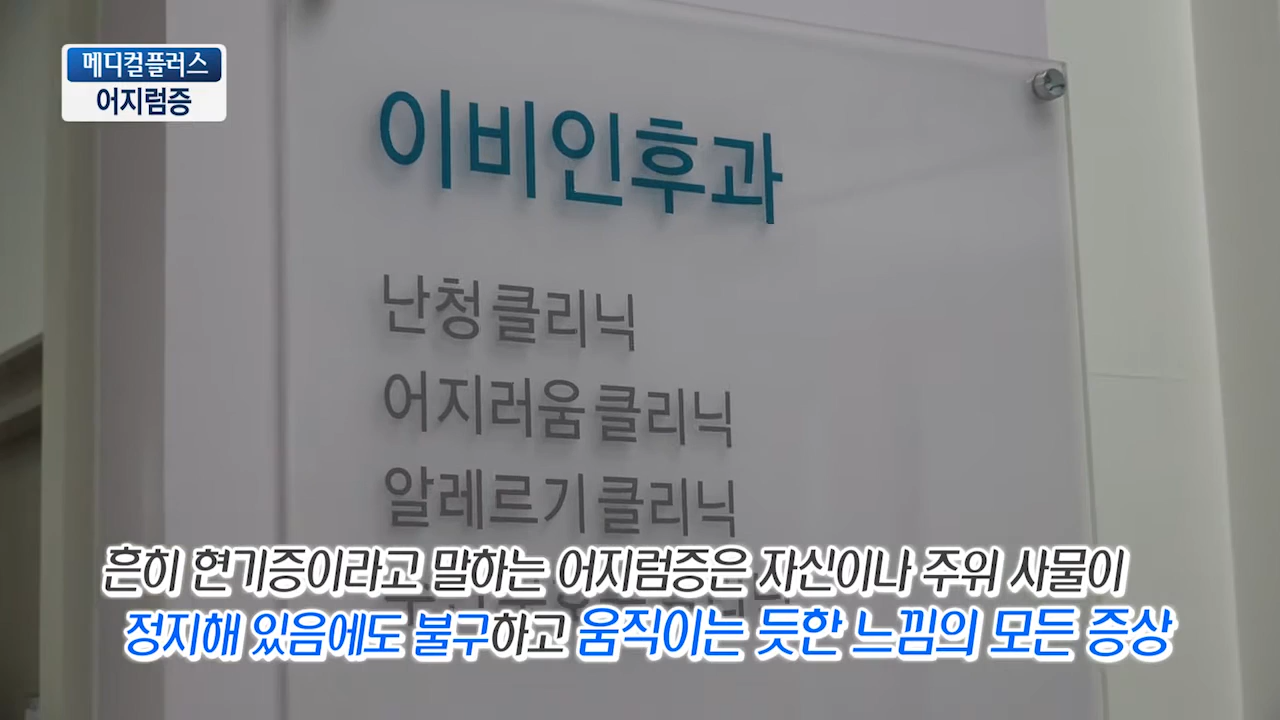 메디컬플러스
어지럼증
이비인후과
난청 클리닉
어지러움 클리닉
알레르기 클리닉
흔히 현기증이라고 말하는 어지럼증은 자신이나 주위 사물이
정지해 있음에도 불구하고 움직이는 듯한 느낌의 모든 증상